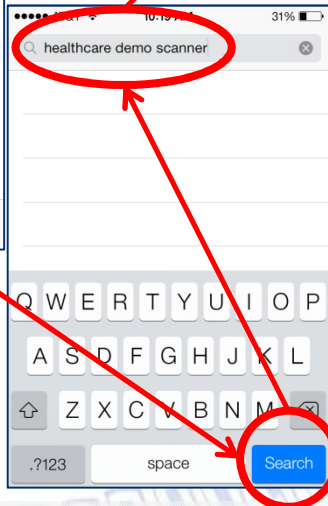 31%
healthcare demo scanner
Q W E R T Y U I O P
A S D F G H J K L
Z X C V B N M
.?123 space Search